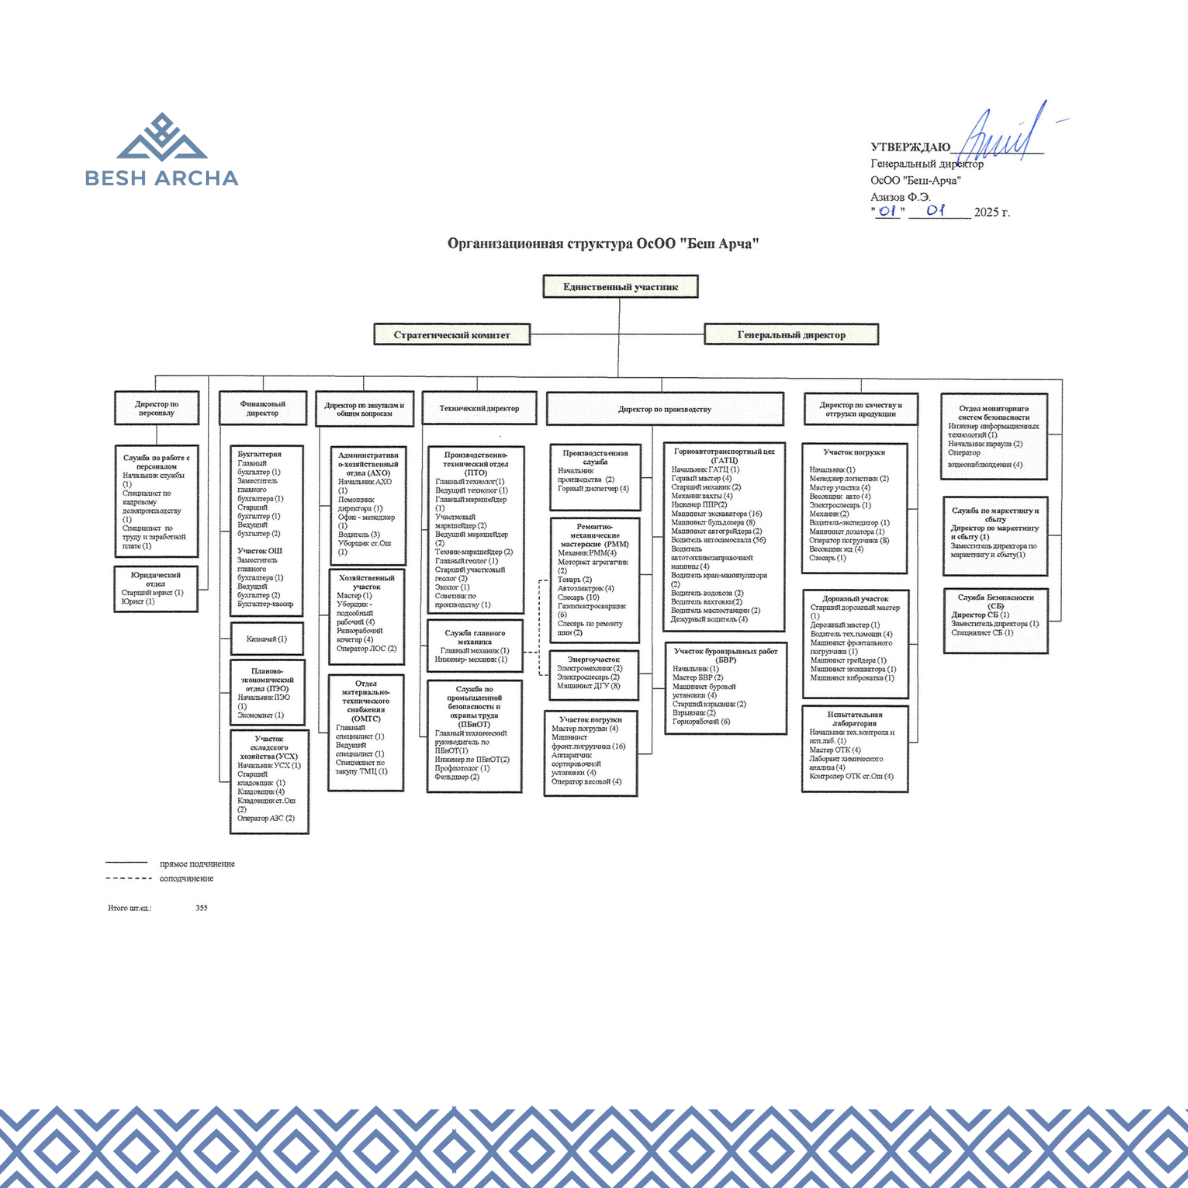 BESH ARCHA
УТВЕРЖДАЮ
Генеральный директор
ОсОО "Беш-Арча"
Азизов Ф.Э.
" 01 " 01 2025 г.
Организационная структура ОсОО "Беш Арча"
Единственный участник
Стратегический комитет
Генеральный директор
Директор по
персоналу
Служба по работе с
персоналом
Начальник службы
(1)
Специалист по
кадровому
делопроизводству
(1)
Специалист по
труду и заработной
плате (1)
Юридический
отдел
Старший юрист (1)
Юрист (1)
Финансовый
директор
Бухгалтерия
Главный
бухгалтер (1)
Заместитель
главного
бухгалтера (1)
Старший
бухгалтер (1)
Ведущий
бухгалтер (2)
Участок ОШ
Заместитель
главного
бухгалтера (1)
Ведущий
бухгалтер (2)
Бухгалтер-кассир
Казначей (1)
Планово-
экономический
отдел (ПЭО)
Начальник ПЭО
(1)
Экономист (1)
Участок
складского
хозяйства (УСХ)
Начальник УСХ (1)
Старший
кладовщик (1)
Кладовщик (4)
Кладовщик ст.Ош
(2)
Оператор АЗС (2)
Директор по закупкам и
общим вопросам
Административн
о-хозяйственный
отдел (АХО)
Начальник АХО
(1)
Помощник
директора (1)
Офис - менеджер
(1)
Водитель (3)
Уборщик ст.Ош
(1)
Хозяйственный
участок
Мастер (1)
Уборщик -
подсобный
рабочий (4)
Разнорабочий
кочегар (4)
Оператор ЛОС (2)
Отдел
материально-
технического
снабжения
(ОМТС)
Главный
специалист (1)
Ведущий
специалист (1)
Специалист по
закупу ТМЦ (1)
Технический директор
Производственно-
технический отдел
(ПТО)
Главный технолог(1)
Ведущий технолог (1)
Главный маркшейдер
(1)
Участковый
маркшейдер (2)
Ведущий маркшейдер
(2)
Техник-маркшейдер (2)
Главный геолог (1)
Старший участковый
геолог (2)
Эколог (1)
Советник по
производству (1)
Служба главного
механика
Главный механик (1)
Инженер- механик (1)
Служба по
промышленной
безопасности и
охраны труда
(ПБиОТ)
Главный технический
руководитель по
ПБиОТ(1)
Инженер по ПБиОТ(2)
Профпотолог (1)
Фельдшер (2)
Директор по производству
Производственная
служба
Начальник
производства (2)
Горный диспетчер (4)
Ремонтно-
механические
мастерские (РММ)
Механик РММ(4)
Моторист агрегатчик
(2)
Токарь (2)
Автоэлектрик (4)
Слесарь (10)
Газоэлектросварщик
(6)
Слесарь по ремонту
шин (2)
Энергоучасток
Электромеханик (2)
Электрослесарь (2)
Машинист ДГУ (8)
Участок погрузки
Мастер погрузки (4)
Машинист
фронт.погрузчика (16)
Аппаратчик
сортировочной
установки (4)
Оператор весовой (4)
Горноавтотранспортный цех
(ГАТЦ)
Начальник ГАТЦ (1)
Горный мастер (4)
Старший механик (2)
Механик вахты (4)
Инженер ППР(2)
Машинист экскаватора (16)
Машинист бульдозера (8)
Машинист автогрейдера (2)
Водитель автосамосвала (56)
Водитель
автотопливозаправочной
машины (4)
Водитель кран-манипулятора
(2)
Водитель водовоза (2)
Водитель вахтовки(2)
Водитель маслостанции (2)
Дежурный водитель (4)
Участок буровзрывных работ
(БВР)
Начальник (1)
Мастер БВР (2)
Машинист буровой
установки (4)
Старший взрывник (2)
Взрывник (2)
Горнорабочий (6)
Директор по качеству и
отгрузки продукции
Участок погрузки
Начальник (1)
Менеджер логистики (2)
Мастер участка (4)
Весовщик авто (4)
Электрослесарь (1)
Механик (2)
Водитель-экспедитор (1)
Машинист дозатора (1)
Оператор погрузчика (8)
Весовщик жд (4)
Слесарь (1)
Дорожный участок
Старший дорожный мастер
(1)
Дорожный мастер (1)
Водитель тех.помощи (4)
Машинист фронтального
погрузчика (1)
Машинист грейдера (1)
Машинист экскаватора (1)
Машинист виброкатка (1)
Испытательная
лаборатория
Начальник тех.контроля и
исп.лаб. (1)
Мастер ОТК (4)
Лаборант химического
анализа (4)
Контролер ОТК ст.Ош (4)
Отдел мониторинга
систем безопасности
Инженер информационных
технологий (1)
Начальник караула (2)
Оператор
видеонаблюдения (4)
Служба по маркетингу и
сбыту
Директор по маркетингу
и сбыту (1)
Заместитель директора по
маркетингу и сбыту(1)
Служба Безопасности
(СБ)
Директор СБ (1)
Заместитель директора (1)
Специалист СБ (1)
прямое подчинение
соподчинение
Итого шт.ед.: 355